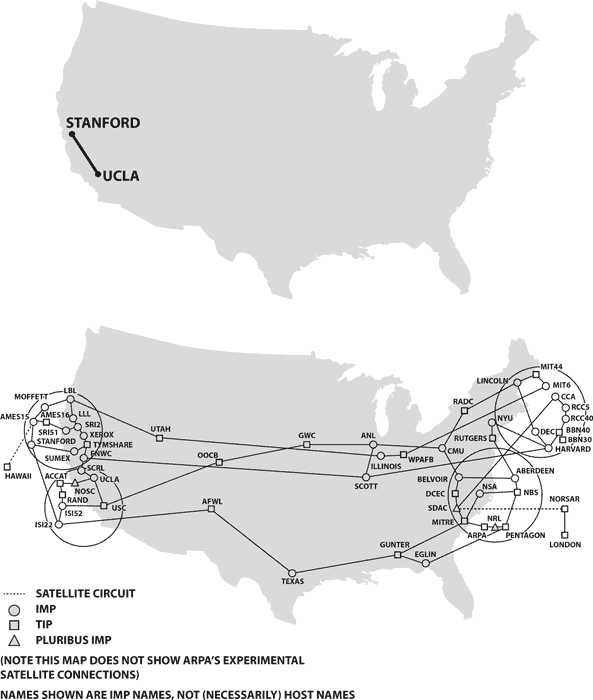 STANFORD
UCLA
MIT44
LINCOLN
MIT6
MOFFETT
LBL
CCA
RADC
RCC5
AMES15
AMES16
LLL
NYU
RCC40
SRI2
UTAH
GWC
ANL
DEC
BBN40
SRI51
XEROX
RUTGERS
BBN30
STANFORD
TYMSHARE
HARVARD
SUMEX
FNWC
OOCB
ILLINOIS
WPAFB
CMU
HAWAII
SCRL
SCOTT
BELVOIR
ABERDEEN
ACCAT
UCLA
NOSC
DCEC
NSA
NBS
RAND
AFWL
SDAC
NORSAR
ISI52
USC
NRL
ISI22
MITRE
ARPA
PENTAGON
GUNTER
EGLIN
LONDON
TEXAS
SATELLITE CIRCUIT
IMP
TIP
PLURIBUS IMP
(NOTE THIS MAP DOES NOT SHOW ARPA'S EXPERIMENTAL
SATELLITE CONNECTIONS)
NAMES SHOWN ARE IMP NAMES, NOT (NECESSARILY) HOST NAMES